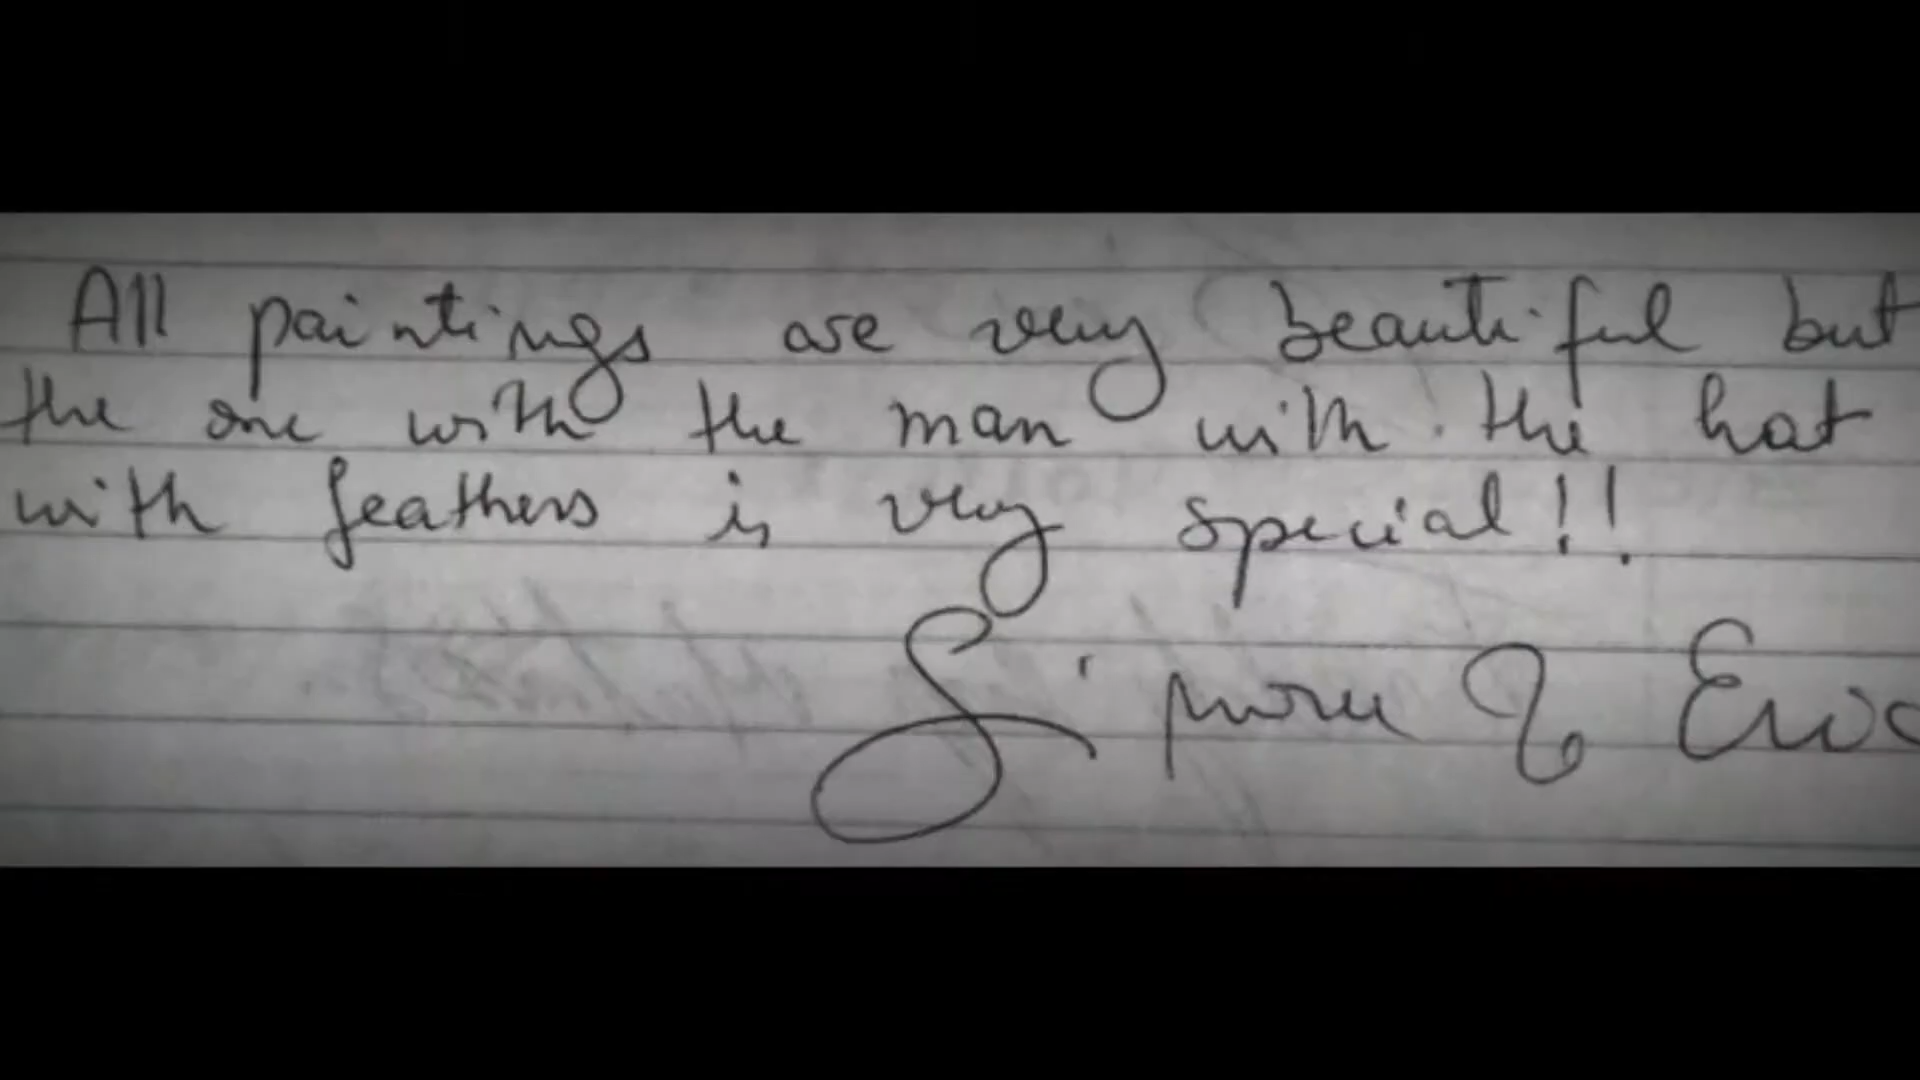 All paintings are very beautiful but
the one with the man with the hat
with feathers is very special!!
Simone &